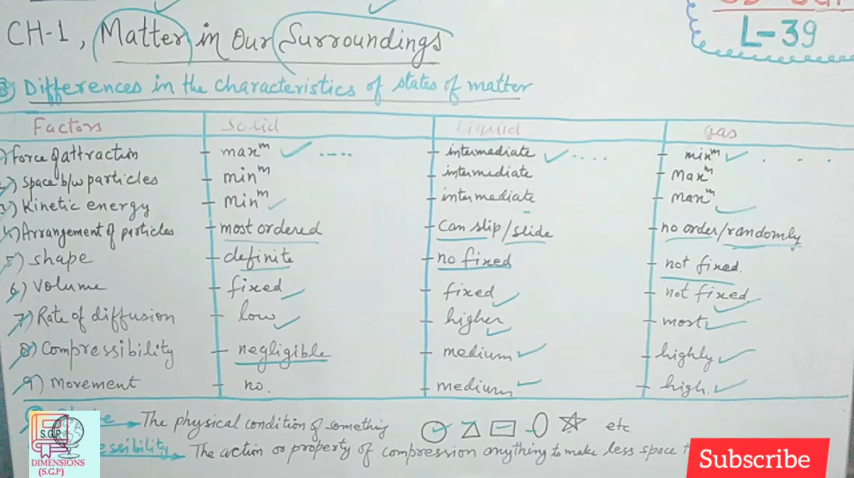 L-39
CH-1, Matter in Our Surroundings
Differences in the characteristics of states of matter
Factors Solid Liquid Gas
1) force of attraction - maxᵐ .... - intermediate .... - minᵐ . . .
2) Space b/w particles - minᵐ - intermediate - Maxᵐ
3) Kinetic energy - Minᵐ - intermediate - Maxᵐ
4) Arrangement of particles - most ordered - Can slip/slide - no order/randomly
5) Shape - definite - no fixed - not fixed.
6) Volume - fixed - fixed - not fixed
7) Rate of diffusion - low - higher - most
8) Compressibility - negligible - medium - highly
9) Movement - no. - medium - high.
The physical condition of something etc
The action or property of compression anything to make less space
S.G.P
DIMENSIONS
(S.G.P)
Subscribe